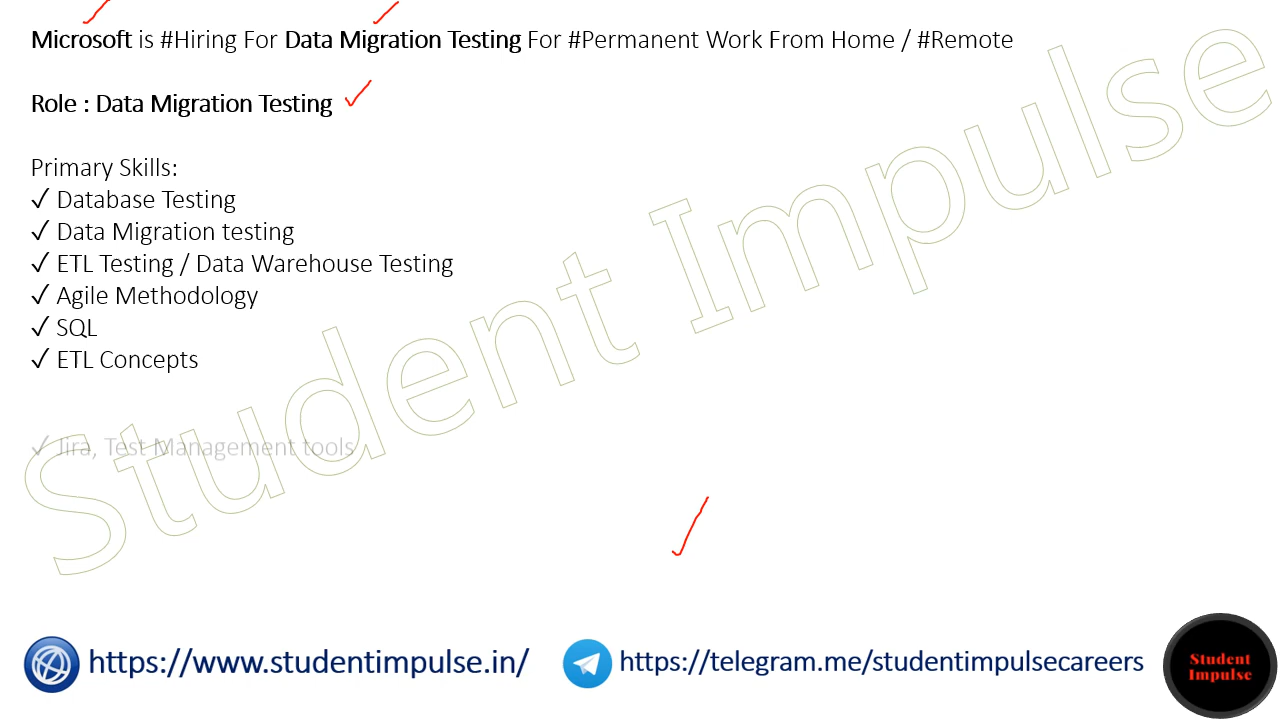 Microsoft is #Hiring For Data Migration Testing For #Permanent Work From Home / #Remote
Role : Data Migration Testing
Primary Skills:
✓ Database Testing
✓ Data Migration testing
✓ ETL Testing / Data Warehouse Testing
✓ Agile Methodology
✓ SQL
✓ ETL Concepts
✓ Jira, Test Management tools
Student Impulse
https://www.studentimpulse.in/
https://telegram.me/studentimpulsecareers
Student
Impulse